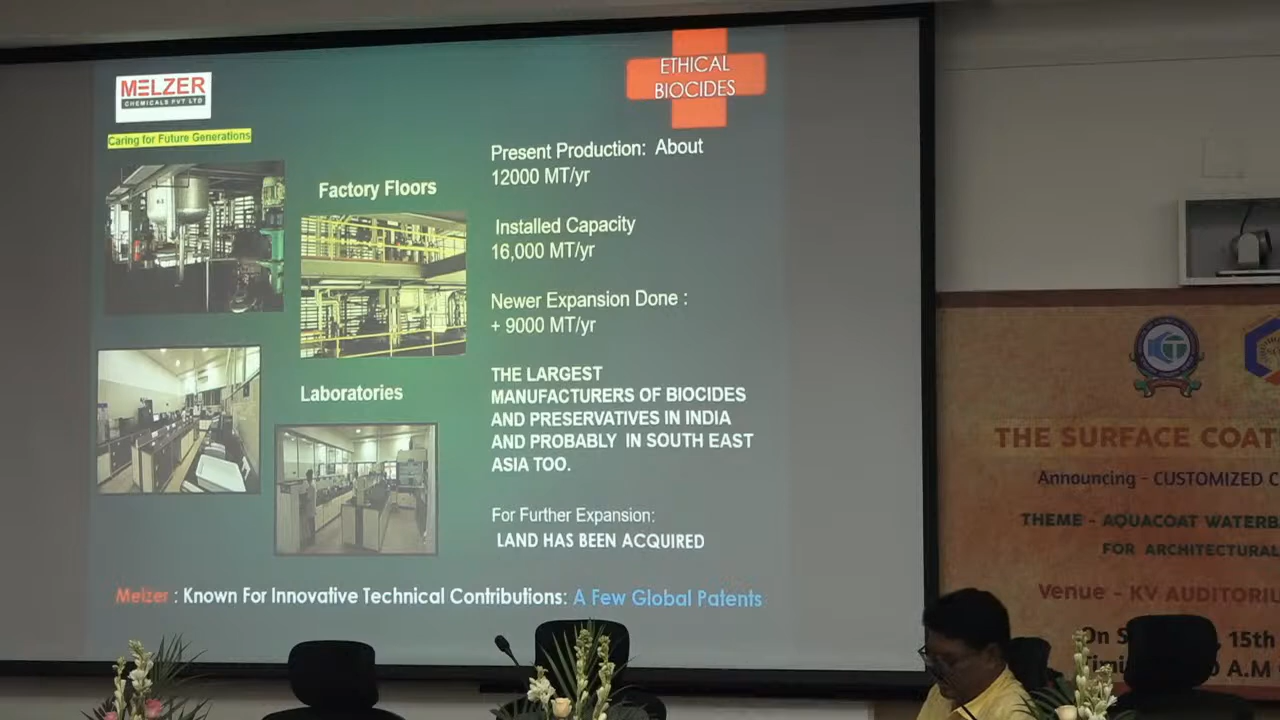 MELZER
CHEMICALS PVT LTD
Caring for Future Generations
ETHICAL
BIOCIDES
Factory Floors
Laboratories
Present Production: About
12000 MT/yr
Installed Capacity
16,000 MT/yr
Newer Expansion Done :
+ 9000 MT/yr
THE LARGEST
MANUFACTURERS OF BIOCIDES
AND PRESERVATIVES IN INDIA
AND PROBABLY IN SOUTH EAST
ASIA TOO.
For Further Expansion:
LAND HAS BEEN ACQUIRED
Melzer : Known For Innovative Technical Contributions: A Few Global Patents
THE SURFACE COAT
Announcing - CUSTOMIZED C
THEME - AQUACOAT WATERB
FOR ARCHITECTURAL
Venue - KV AUDITORIU
On S 15th
A.M